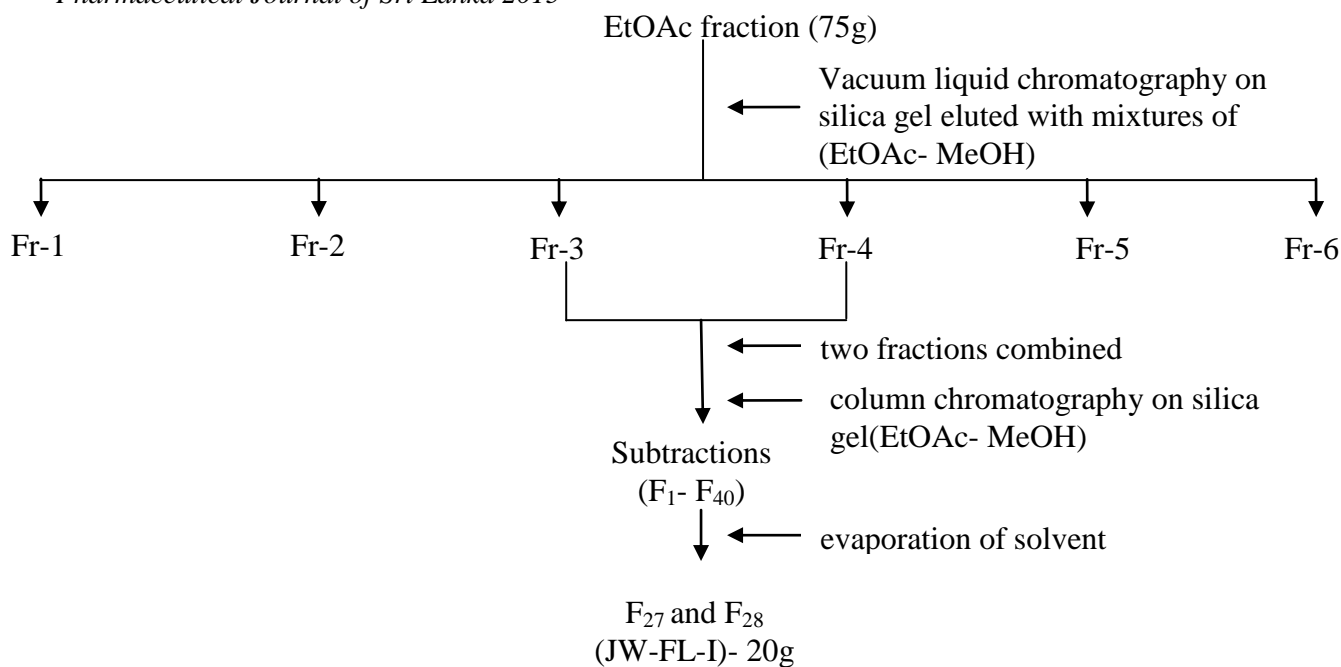 Pharmaceutical Journal of Sri Lanka 2015
EtOAc fraction (75g)
Vacuum liquid chromatography on
silica gel eluted with mixtures of
(EtOAc- MeOH)
Fr-1 Fr-2 Fr-3 Fr-4 Fr-5 Fr-6
two fractions combined
column chromatography on silica
gel(EtOAc- MeOH)
Subtractions
(F₁- F₄₀)
evaporation of solvent
F₂₇ and F₂₈
(JW-FL-I)- 20g